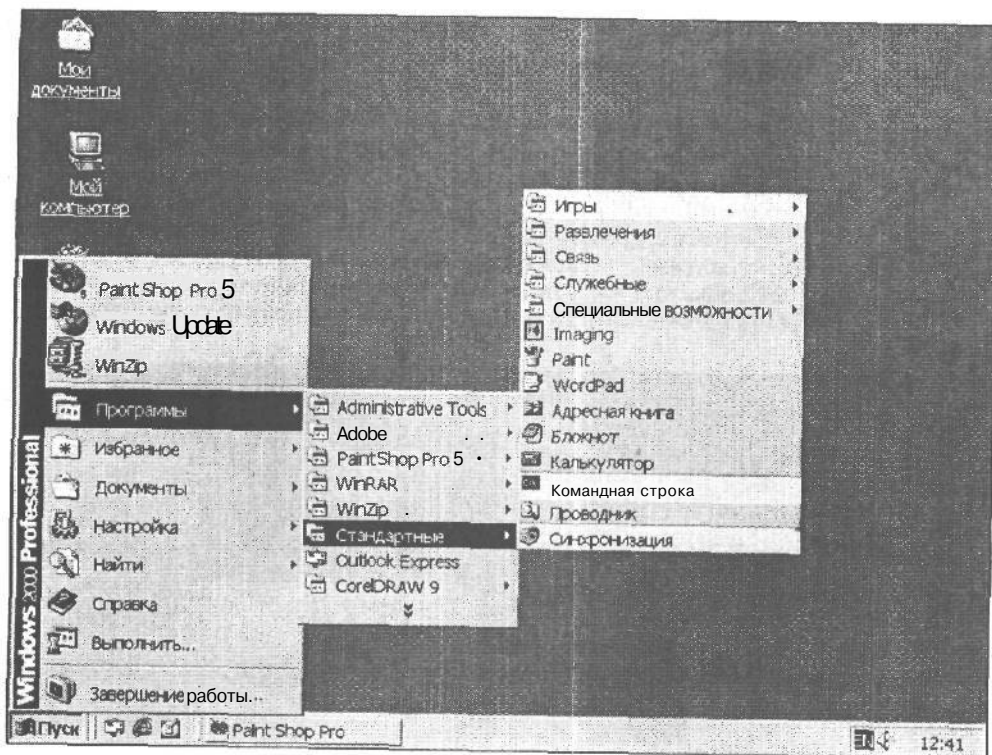 Мои
документы
Мой
компьютер
Paint Shop Pro 5
Windows Update
WinZip
Программы
Избранное
Документы
Настройка
Найти
Справка
Выполнить...
Завершение работы...
Windows 2000 Professional
Administrative Tools
Adobe
Paint Shop Pro 5
WinRAR
WinZip
Стандартные
Outlook Express
CorelDRAW 9
Игры
Развлечения
Связь
Служебные
Специальные возможности
Imaging
Paint
WordPad
Адресная книга
Блокнот
Калькулятор
Командная строка
Проводник
Синхронизация
Пуск
Paint Shop Pro
12:41